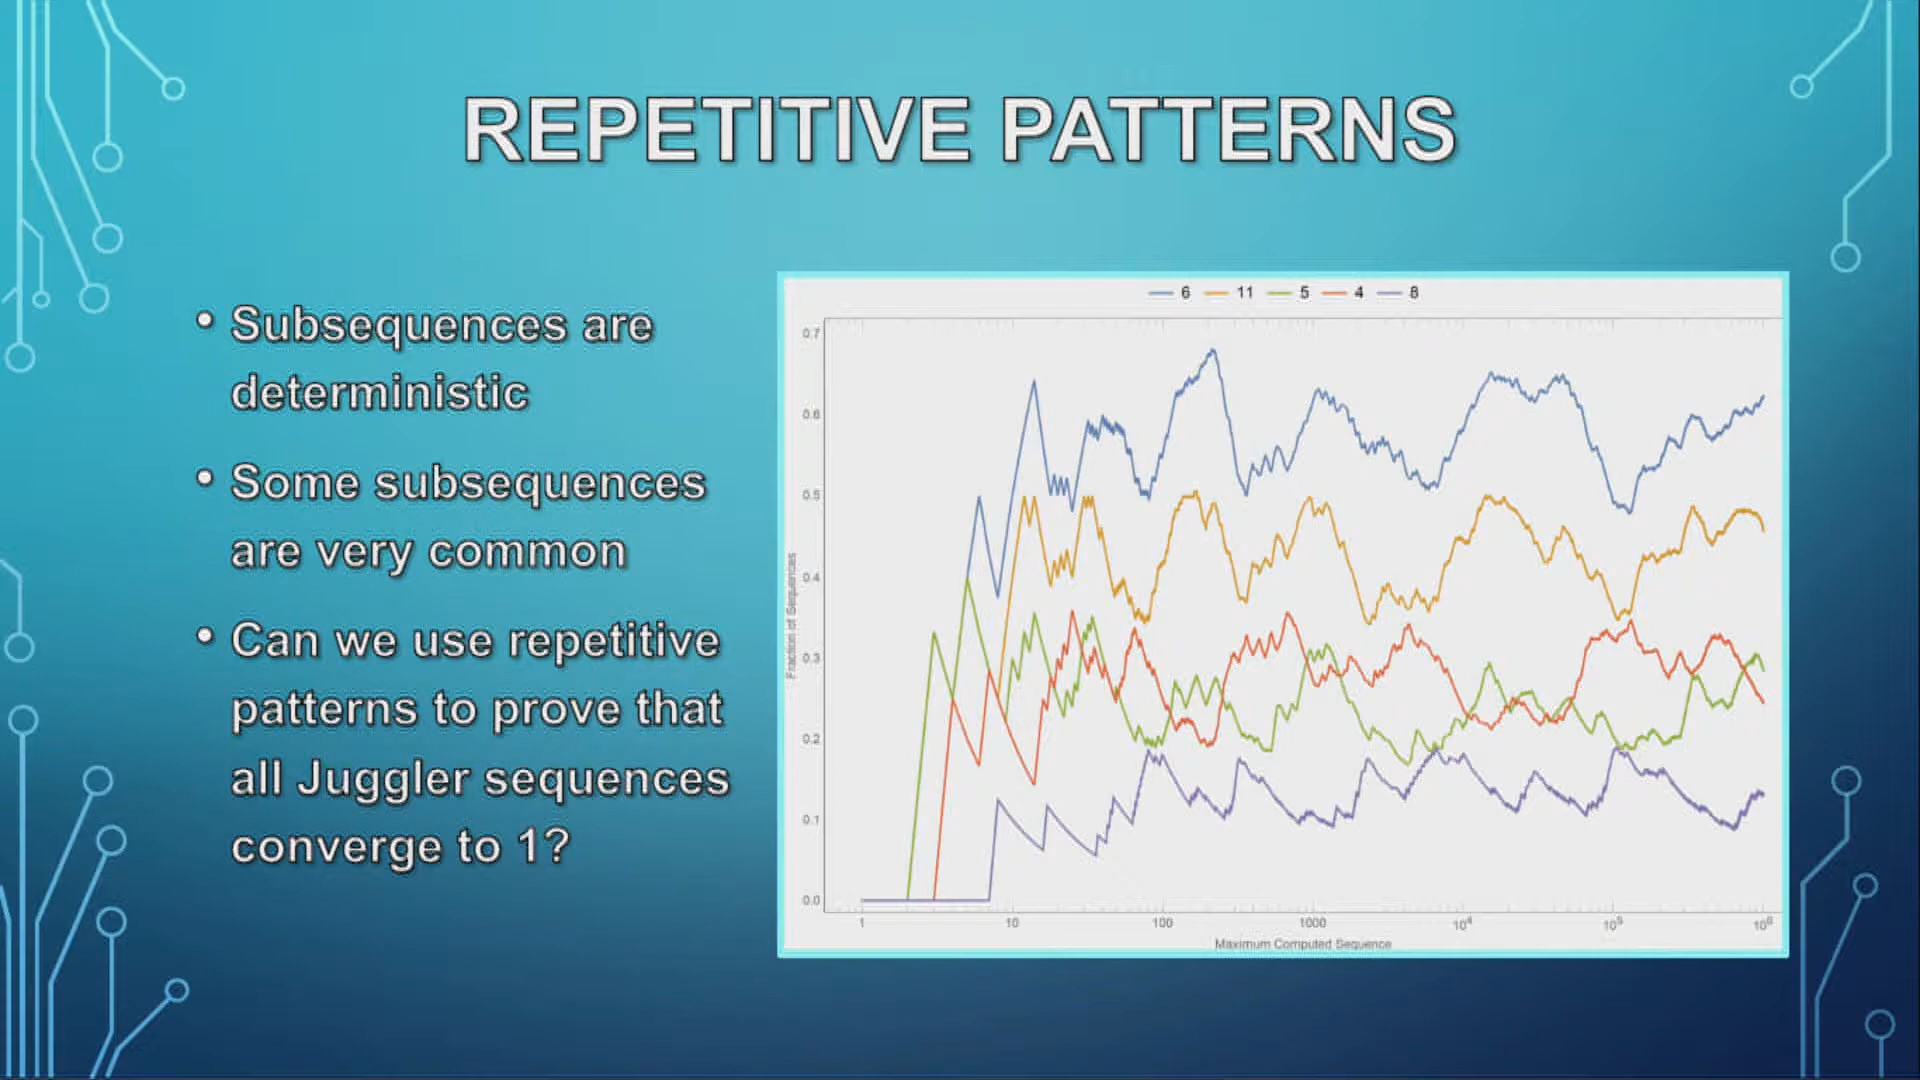 REPETITIVE PATTERNS
• Subsequences are
deterministic
• Some subsequences
are very common
• Can we use repetitive
patterns to prove that
all Juggler sequences
converge to 1?
6 11 5 4 8
0.7
0.6
0.5
0.4
0.3
0.2
0.1
0.0
Fraction of Sequences
1 10 100 1000 10⁴ 10⁵ 10⁶
Maximum Computed Sequence